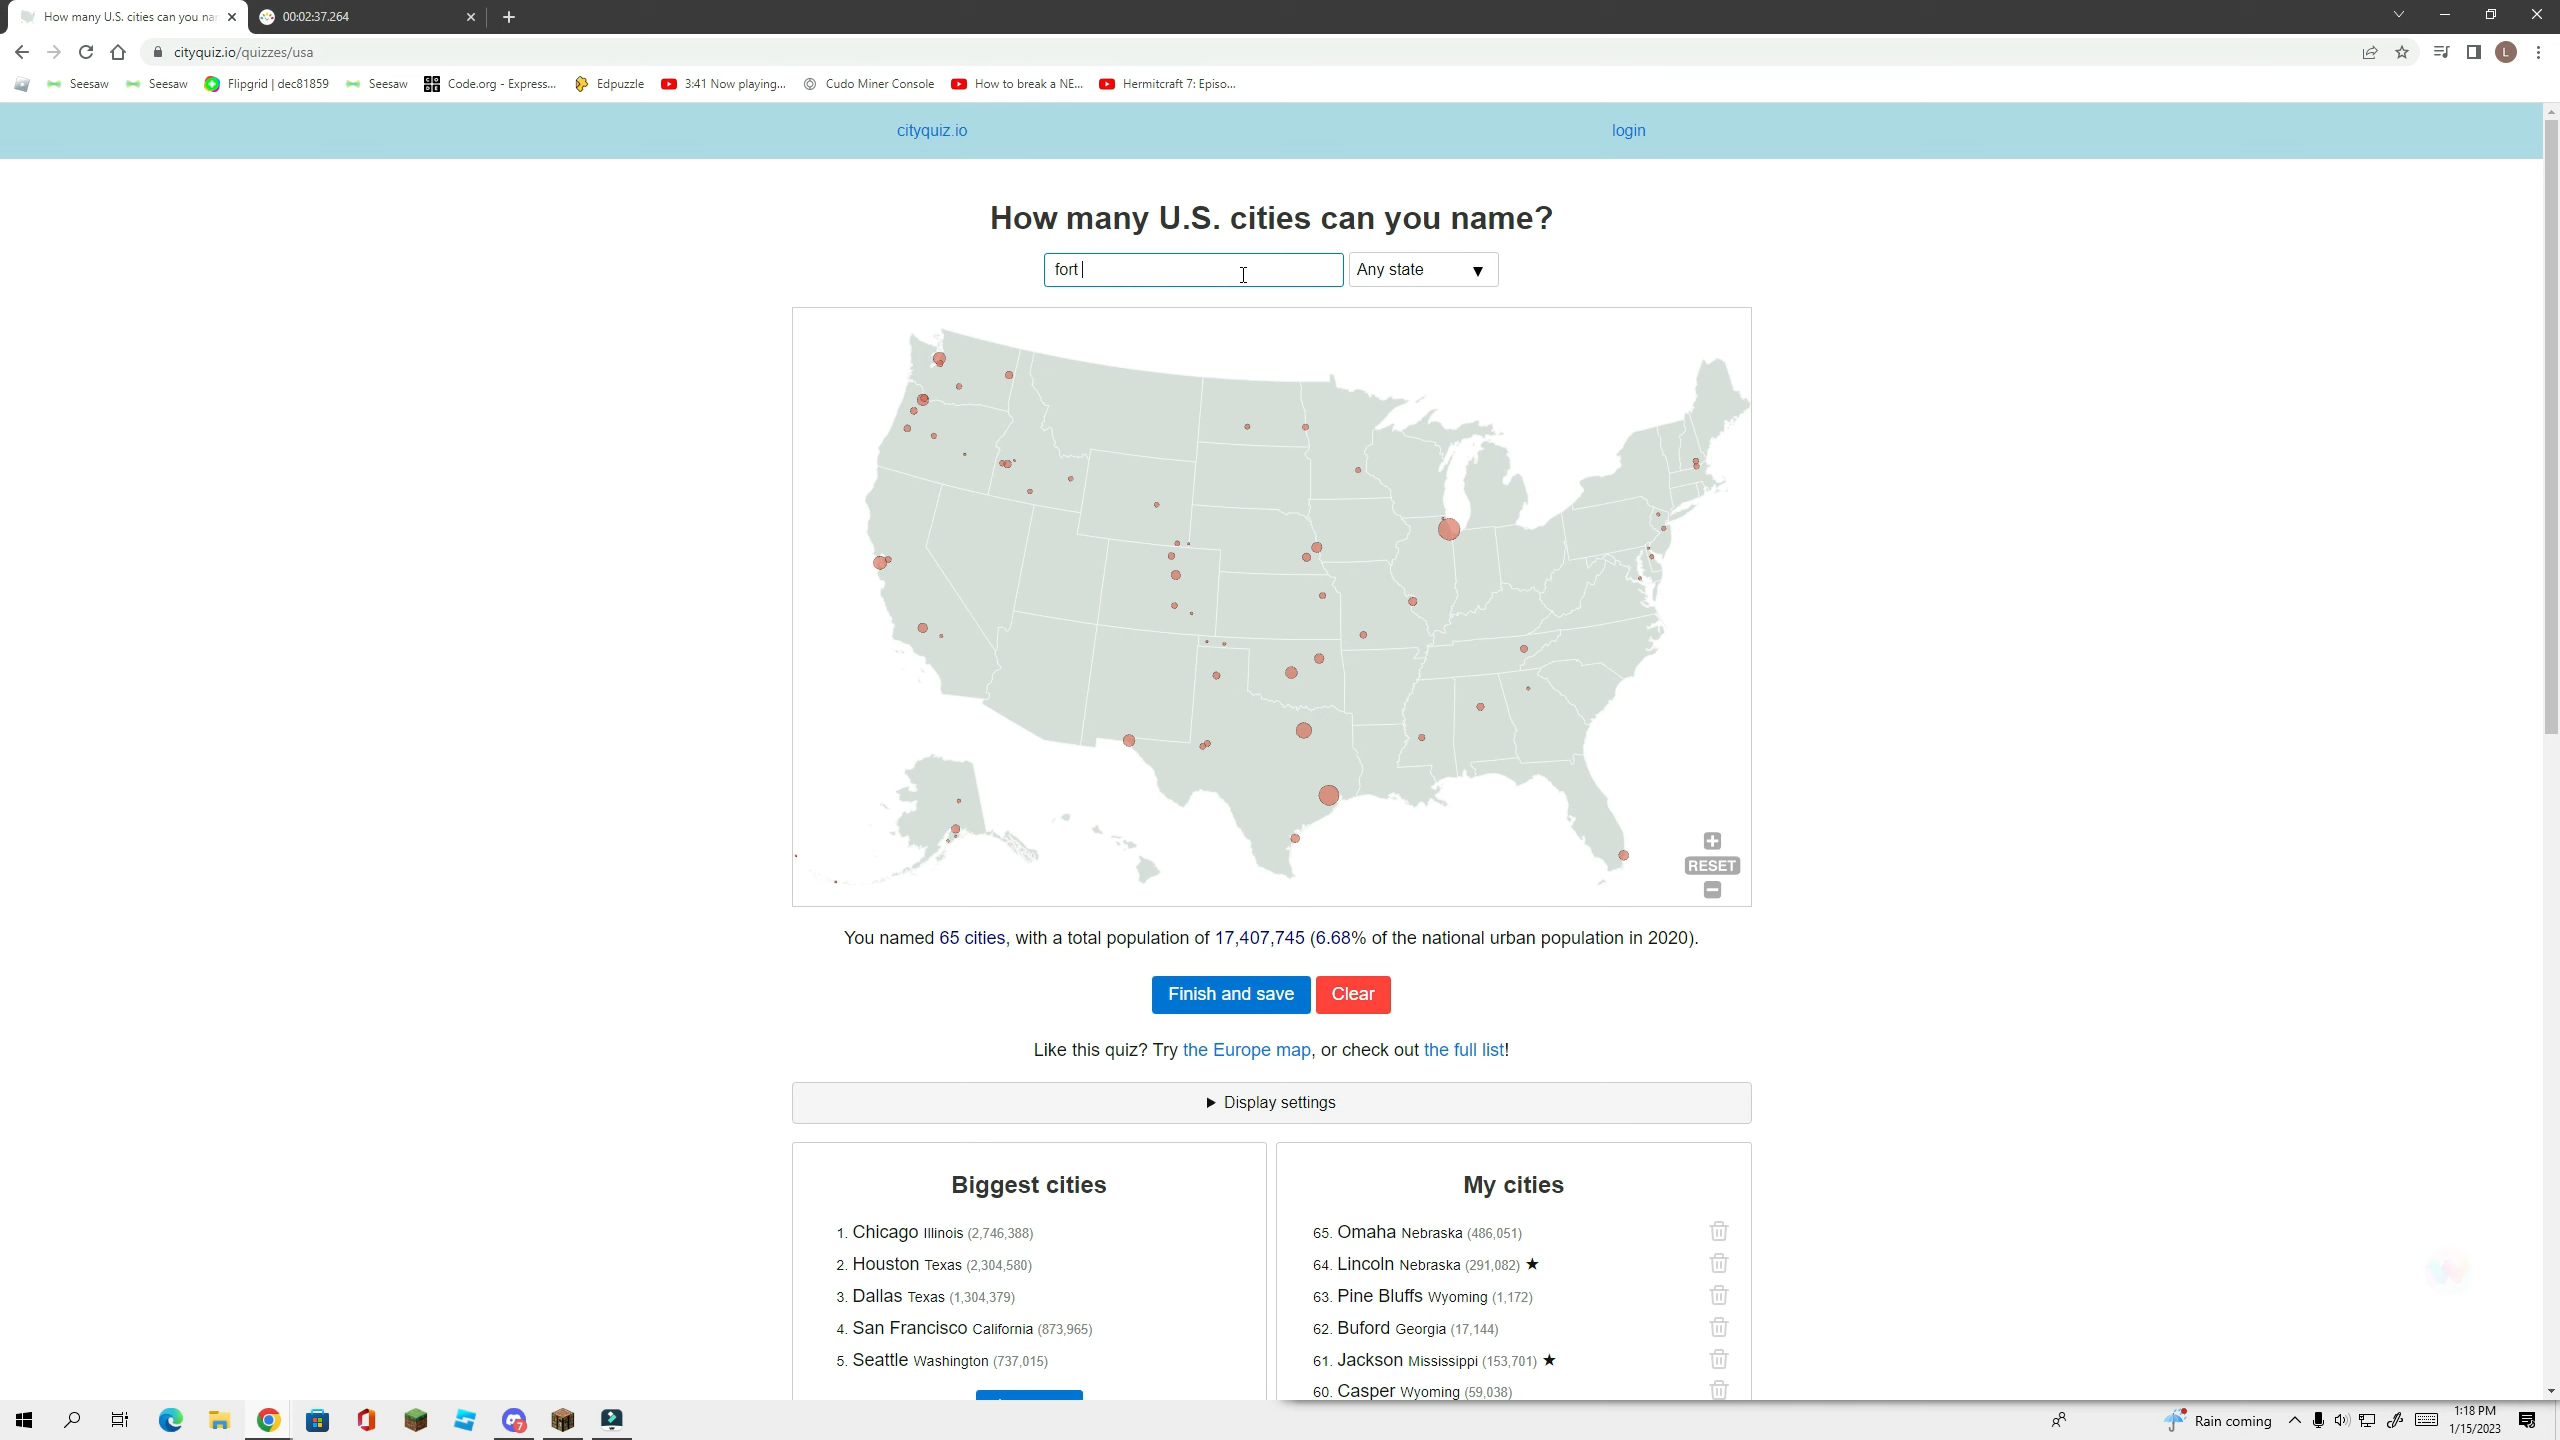 How many U.S. cities can you nar
00:02:37.264
cityquiz.io/quizzes/usa
L
Seesaw
Seesaw
Flipgrid | dec81859
Seesaw
Code.org - Express...
Edpuzzle
3:41 Now playing...
Cudo Miner Console
How to break a NE...
Hermitcraft 7: Episo...
cityquiz.io
login
How many U.S. cities can you name?
fort
Any state ▼
RESET
You named 65 cities, with a total population of 17,407,745 (6.68% of the national urban population in 2020).
Finish and save
Clear
Like this quiz? Try the Europe map, or check out the full list!
▶ Display settings
Biggest cities
1. Chicago Illinois (2,746,388)
2. Houston Texas (2,304,580)
3. Dallas Texas (1,304,379)
4. San Francisco California (873,965)
5. Seattle Washington (737,015)
My cities
65. Omaha Nebraska (486,051)
64. Lincoln Nebraska (291,082) ★
63. Pine Bluffs Wyoming (1,172)
62. Buford Georgia (17,144)
61. Jackson Mississippi (153,701) ★
60. Casper Wyoming (59,038)
7
Rain coming
1:18 PM
1/15/2023